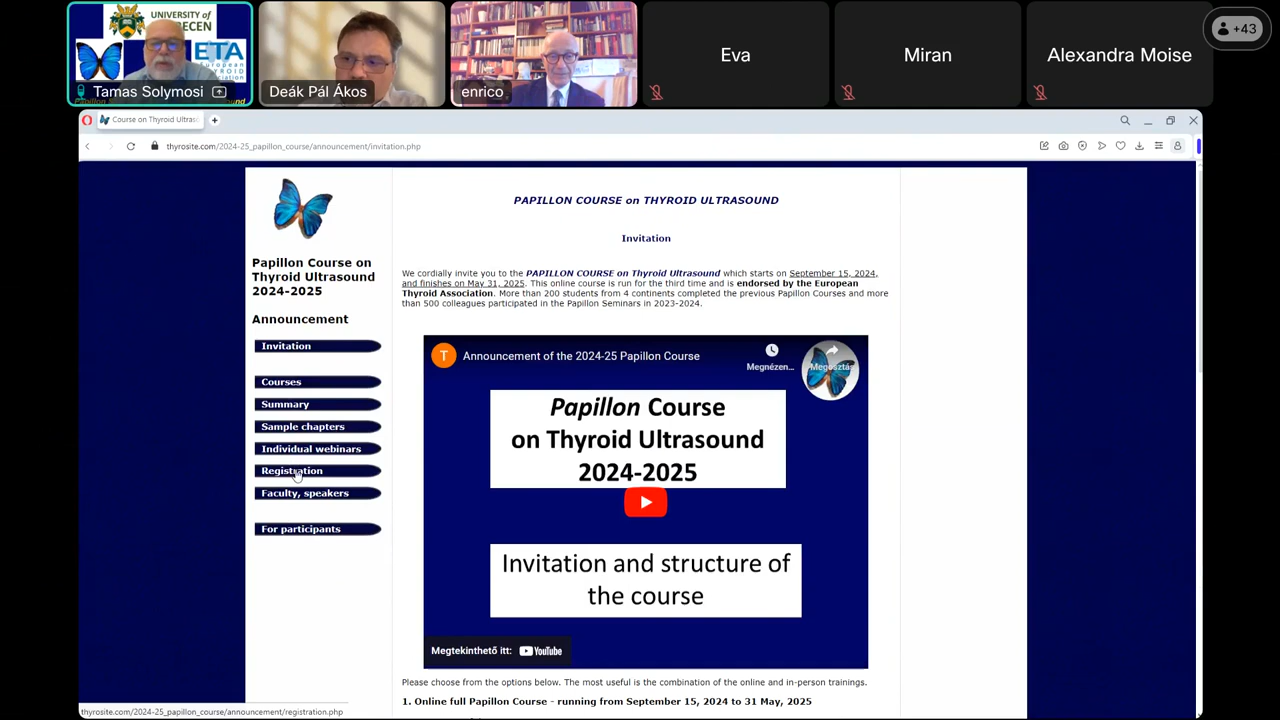 UNIVERSITY of
ETA
European
Tamas Solymosi
Deák Pál Ákos
enrico
Eva
Miran
Alexandra Moise
+43
thyrosite.com/2024-25_papillon_course/announcement/invitation.php
Papillon Course on
Thyroid Ultrasound
2024-2025
Announcement
Invitation
Courses
Summary
Sample chapters
Individual webinars
Registration
Faculty, speakers
For participants
PAPILLON COURSE on THYROID ULTRASOUND
Invitation
We cordially invite you to the PAPILLON COURSE on Thyroid Ultrasound which starts on September 15, 2024,
and finishes on May 31, 2025. This online course is run for the third time and is endorsed by the European
Thyroid Association. More than 200 students from 4 continents completed the previous Papillon Courses and more
than 500 colleagues participated in the Papillon Seminars in 2023-2024.
T
Announcement of the 2024-25 Papillon Course
Megnézen...
Megosztás
Papillon Course
on Thyroid Ultrasound
2024-2025
Invitation and structure of
the course
Megtekinthető itt: YouTube
Please choose from the options below. The most useful is the combination of the online and in-person trainings.
1. Online full Papillon Course - running from September 15, 2024 to 31 May, 2025
thyrosite.com/2024-25_papillon_course/announcement/registration.php